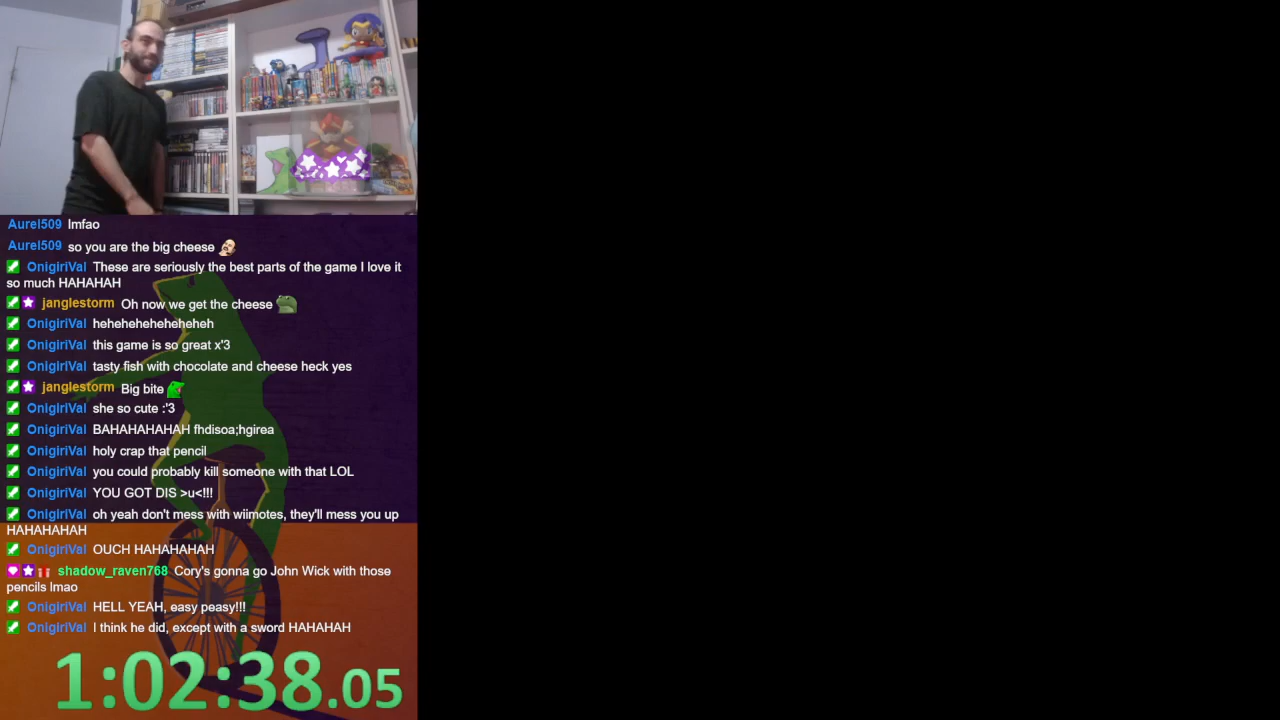 Aurel509 lmfao
Aurel509 so you are the big cheese
OnigiriVal These are seriously the best parts of the game I love it
so much HAHAHAH
janglestorm Oh now we get the cheese
OnigiriVal heheheheheheheh
OnigiriVal this game is so great x'3
OnigiriVal tasty fish with chocolate and cheese heck yes
janglestorm Big bite
OnigiriVal she so cute :'3
OnigiriVal BAHAHAHAHAH fhdisoa;hgirea
OnigiriVal holy crap that pencil
OnigiriVal you could probably kill someone with that LOL
OnigiriVal YOU GOT DIS >u<!!!
OnigiriVal oh yeah don't mess with wiimotes, they'll mess you up
HAHAHAHAH
OnigiriVal OUCH HAHAHAHAH
shadow_raven768 Cory's gonna go John Wick with those
pencils lmao
OnigiriVal HELL YEAH, easy peasy!!!
OnigiriVal I think he did, except with a sword HAHAHAH
1:02:38.05